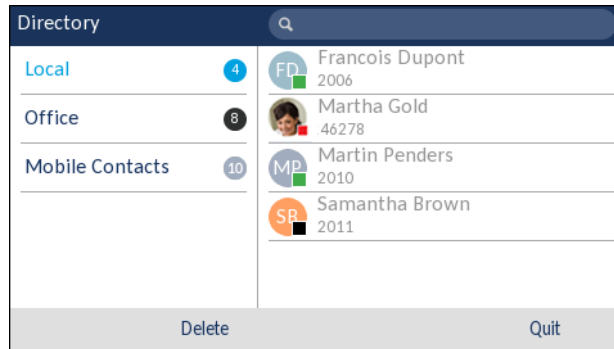 Directory
Local 4
Office 8
Mobile Contacts 10
FD Francois Dupont
2006
Martha Gold
46278
MP Martin Penders
2010
SB Samantha Brown
2011
Delete Quit